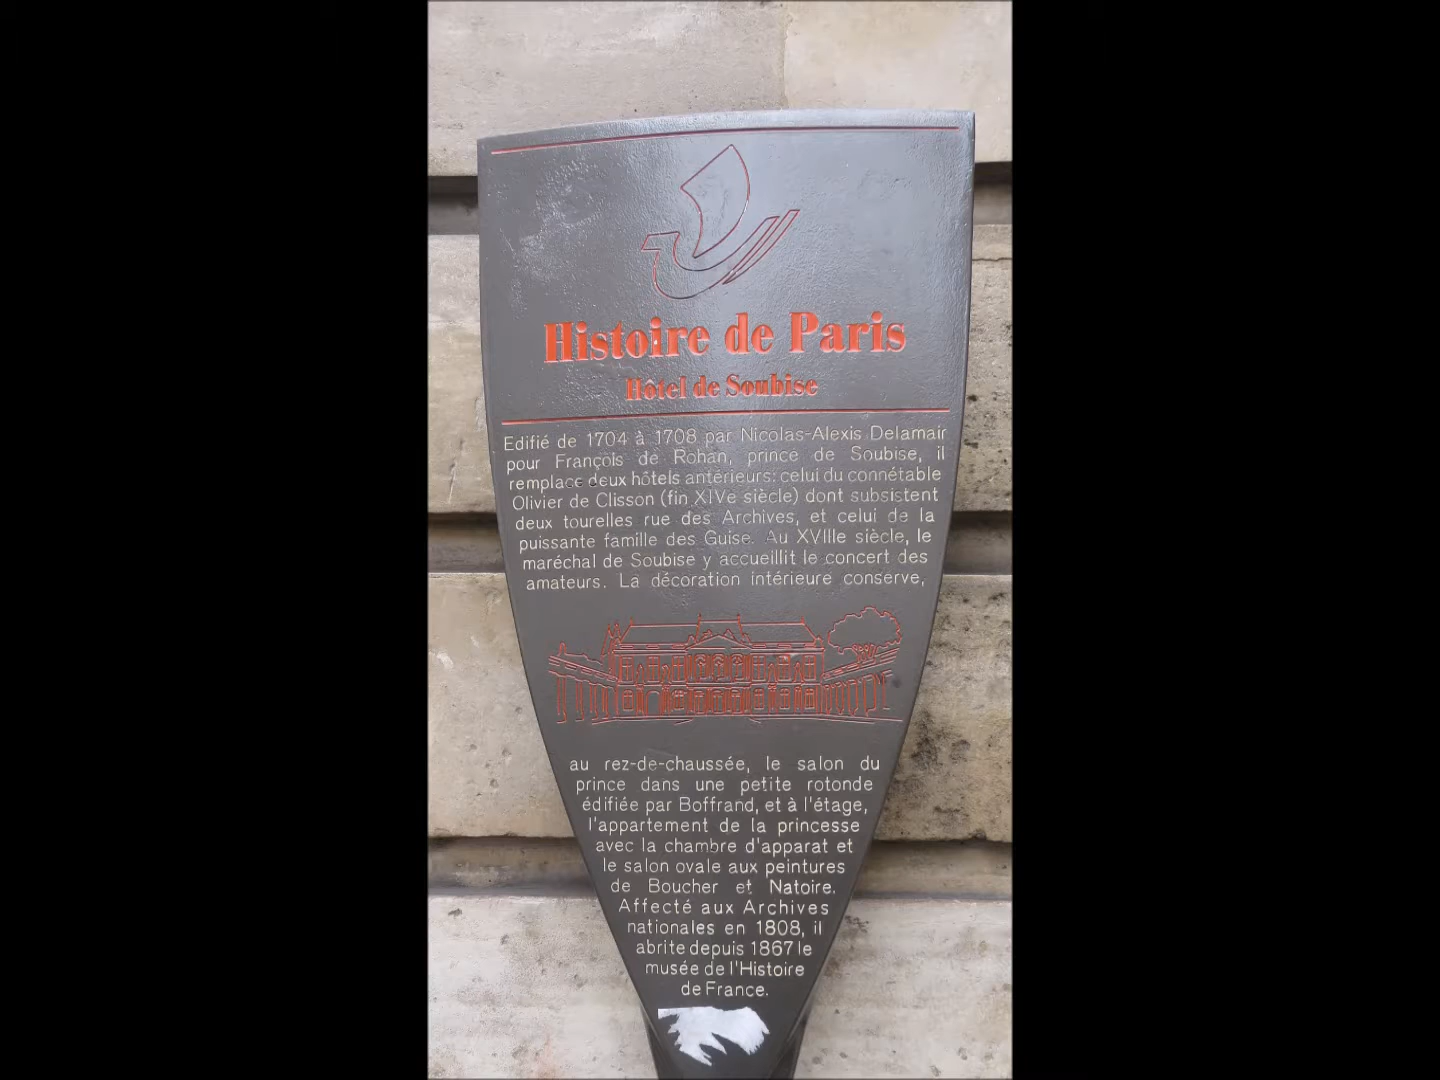 Histoire de Paris
Hôtel de Soubise
Edifié de 1704 à 1708 par Nicolas-Alexis Delamair
pour François de Rohan, prince de Soubise, il
remplace deux hôtels antérieurs: celui du connétable
Olivier de Clisson (fin XIVe siècle) dont subsistent
deux tourelles rue des Archives, et celui de la
puissante famille des Guise. Au XVIIIe siècle, le
maréchal de Soubise y accueillit le concert des
amateurs. La décoration intérieure conserve,
au rez-de-chaussée, le salon du
prince dans une petite rotonde
édifiée par Boffrand, et à l'étage,
l'appartement de la princesse
avec la chambre d'apparat et
le salon ovale aux peintures
de Boucher et Natoire.
Affecté aux Archives
nationales en 1808, il
abrite depuis 1867 le
musée de l'Histoire
de France.